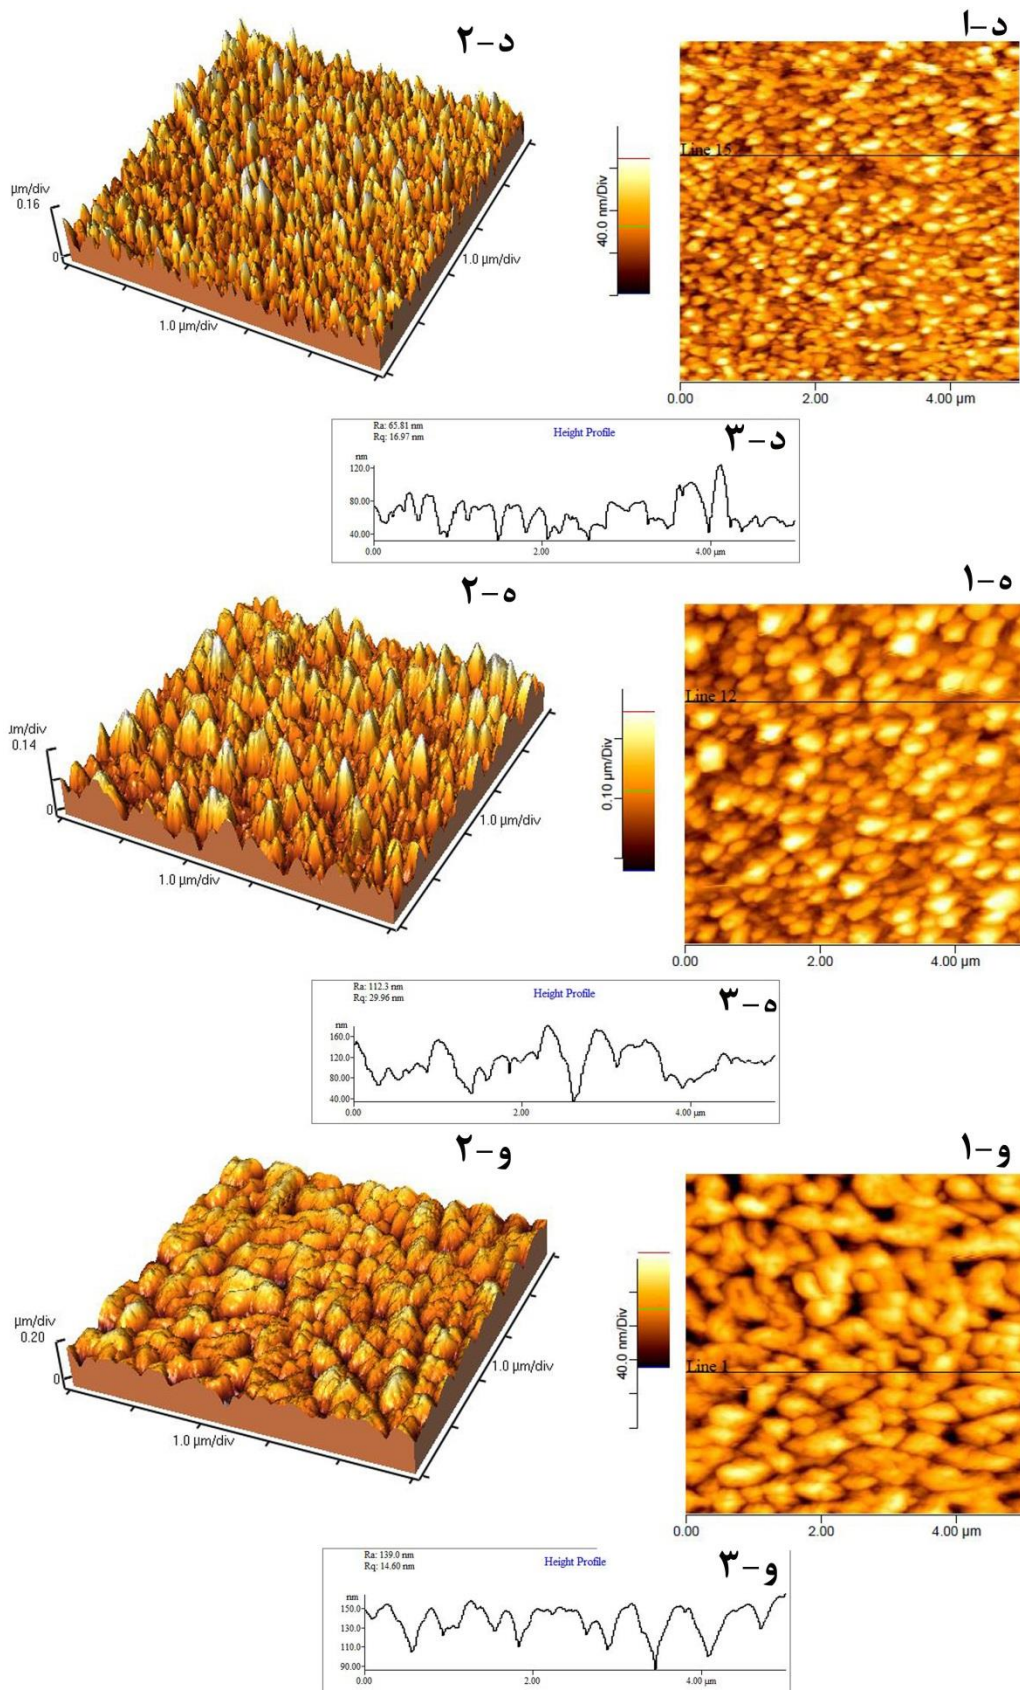 د-۲
د-۱
µm/div
0.16
0
1.0 µm/div
1.0 µm/div
40.0 nm/Div
Line 15
0.00 2.00 4.00 µm
Ra: 65.81 nm
Rq: 16.97 nm
Height Profile
د-۳
nm
120.0
80.00
40.00
0.00 2.00 4.00 µm
ه-۲
ه-۱
µm/div
0.14
0
1.0 µm/div
1.0 µm/div
0.10 µm/Div
Line 12
0.00 2.00 4.00 µm
Ra: 112.3 nm
Rq: 29.96 nm
Height Profile
ه-۳
nm
160.0
120.0
80.00
40.00
0.00 2.00 4.00 µm
و-۲
و-۱
µm/div
0.20
0
1.0 µm/div
1.0 µm/div
40.0 nm/Div
Line 1
0.00 2.00 4.00 µm
Ra: 139.0 nm
Rq: 14.60 nm
Height Profile
و-۳
nm
150.0
130.0
110.0
90.00
0.00 2.00 4.00 µm